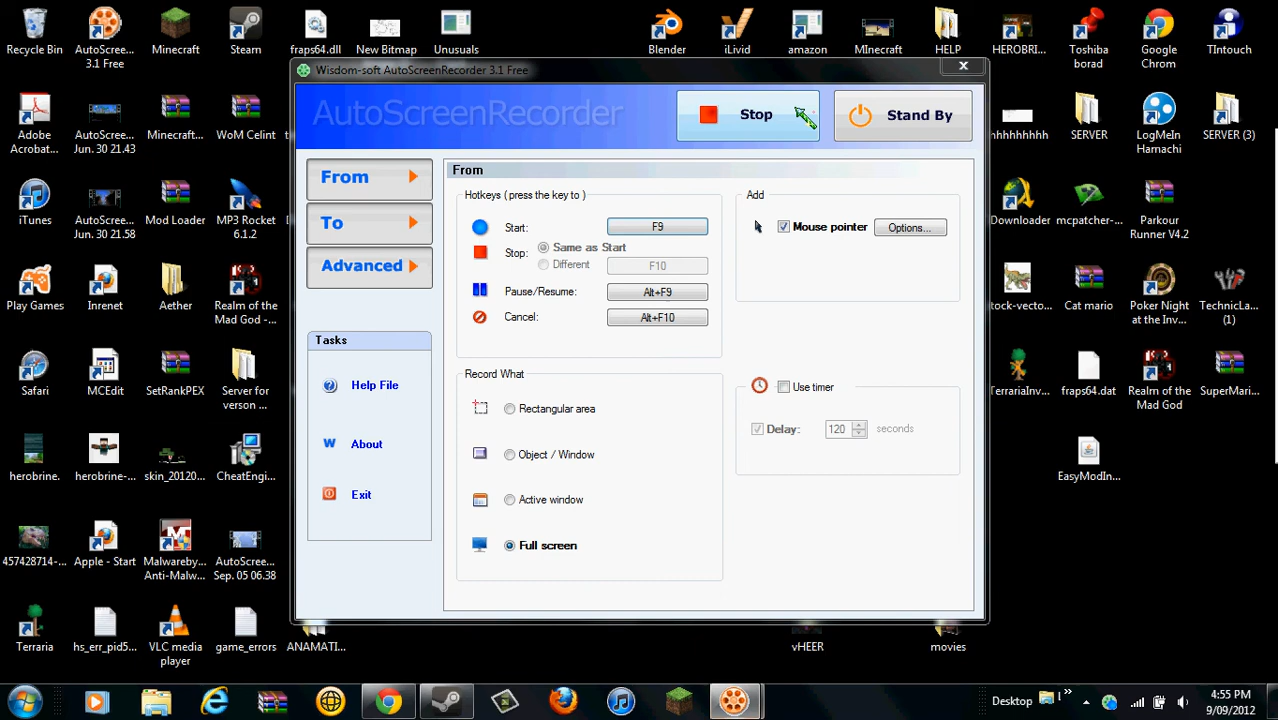 Recycle Bin
AutoScree...
3.1 Free
Minecraft
Steam
fraps64.dll
New Bitmap
Unusuals
Blender
iLivid
amazon
MInecraft
HELP
HEROBRI...
Toshiba
borad
Google
Chrom
TIntouch
Wisdom-soft AutoScreenRecorder 3.1 Free
AutoScreenRecorder
Stop
Stand By
Adobe
Acrobat...
AutoScree...
Jun. 30 21.43
Minecraft...
WoM Celint
hhhhhhhh
SERVER
LogMeIn
Hamachi
SERVER (3)
From
To
Advanced
From
Hotkeys ( press the key to )
Start:
F9
Stop:
Same as Start
Different
F10
Pause/Resume:
Alt+F9
Cancel:
Alt+F10
Add
Mouse pointer
Options...
iTunes
AutoScree...
Jun. 30 21.58
Mod Loader
MP3 Rocket
6.1.2
Downloader
mcpatcher-...
Parkour
Runner V4.2
Play Games
Inrenet
Aether
Realm of the
Mad God -...
tock-vecto...
Cat mario
Poker Night
at the Inv...
TechnicLa...
(1)
Tasks
Help File
About
Exit
Record What
Rectangular area
Object / Window
Active window
Full screen
Use timer
Delay:
120
seconds
Safari
MCEdit
SetRankPEX
Server for
verson ...
TerrariaInv...
fraps64.dat
Realm of the
Mad God
SuperMari...
herobrine.
herobrine-...
skin_20120...
CheatEngi...
EasyModIn...
457428714-...
Apple - Start
Malwareby...
Anti-Malw...
AutoScree...
Sep. 05 06.38
Terraria
hs_err_pid5...
VLC media
player
game_errors
ANAMATI...
vHEER
movies
Desktop
»
4:55 PM
9/09/2012